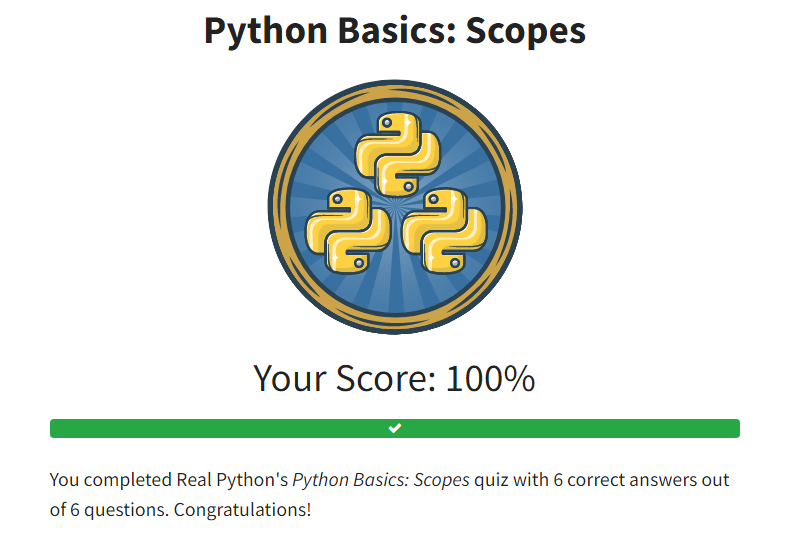 Python Basics: Scopes
Your Score: 100%
You completed Real Python's Python Basics: Scopes quiz with 6 correct answers out
of 6 questions. Congratulations!